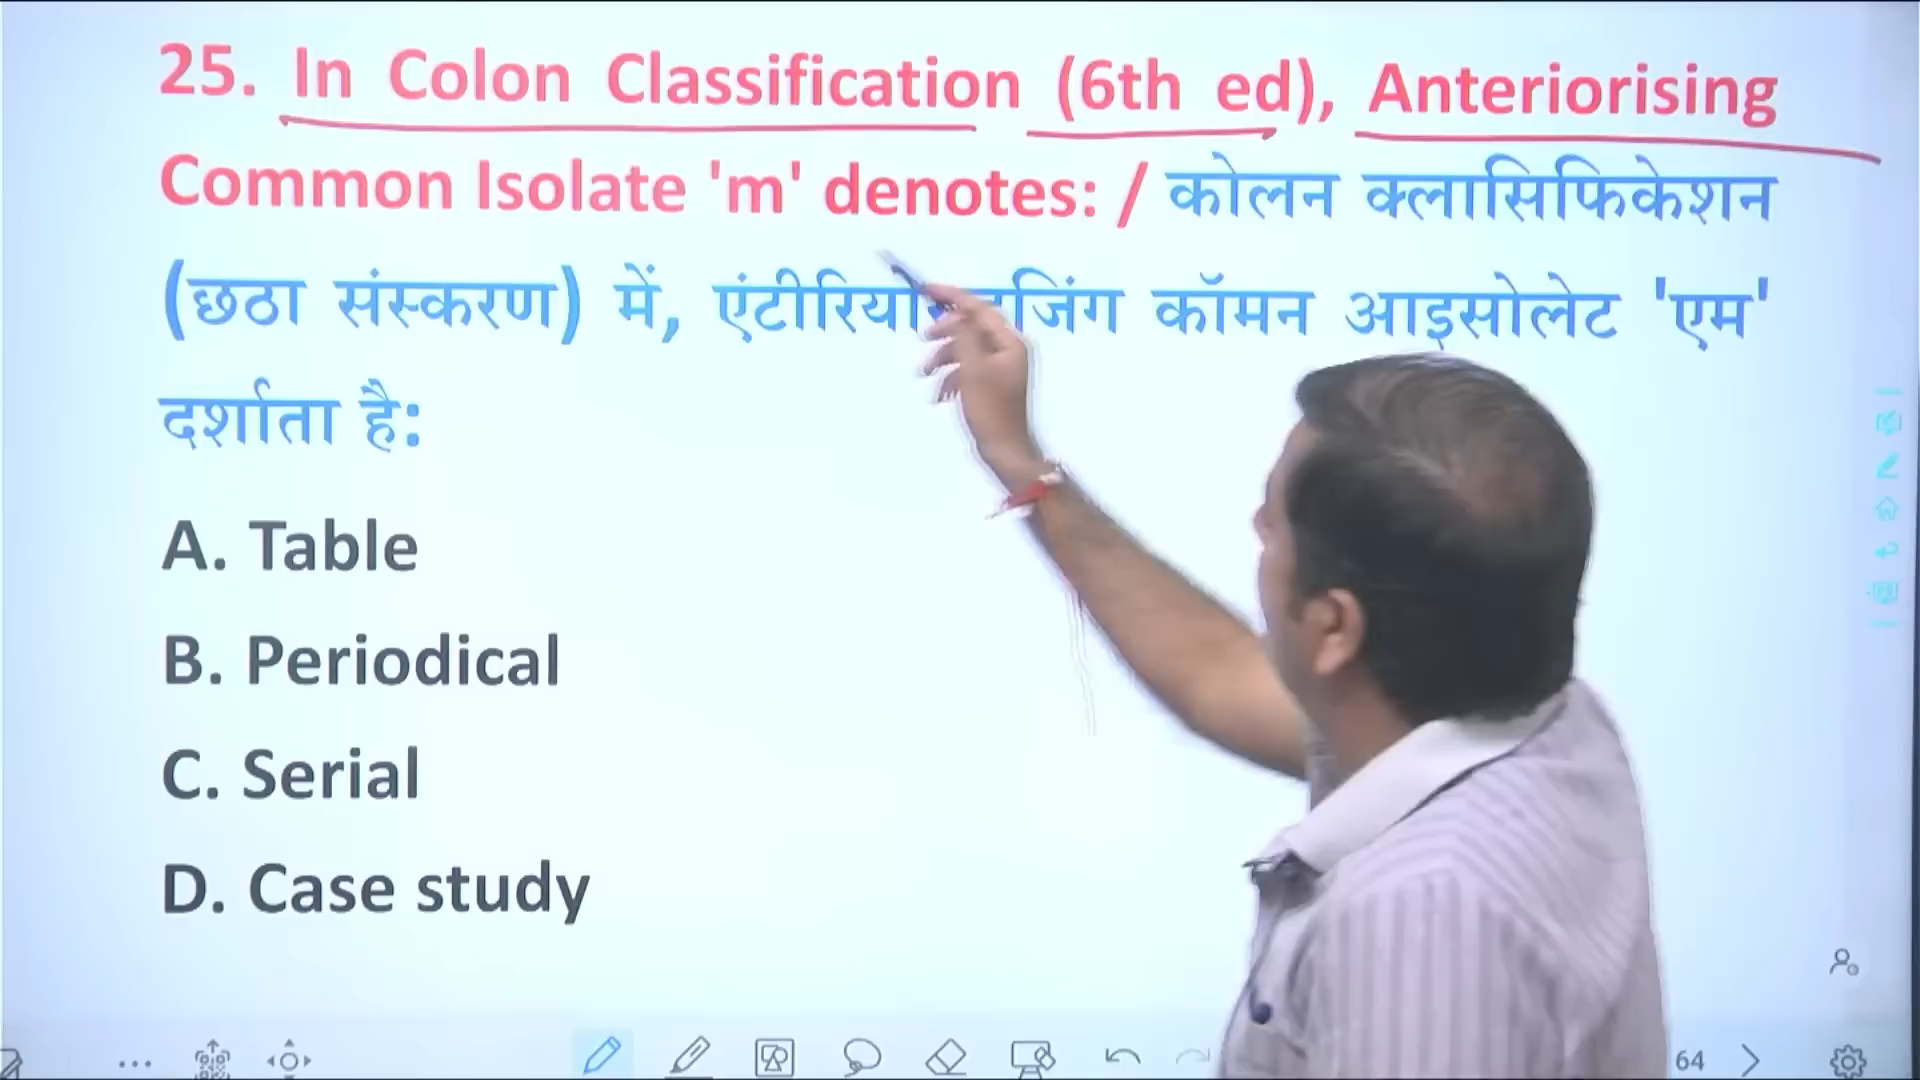 25. In Colon Classification (6th ed), Anteriorising
Common Isolate 'm' denotes: / कोलन क्लासिफिकेशन
(छठा संस्करण) में, कॉमन आइसोलेट 'एम'
दर्शाता है:
A. Table
B. Periodical
C. Serial
D. Case study
64